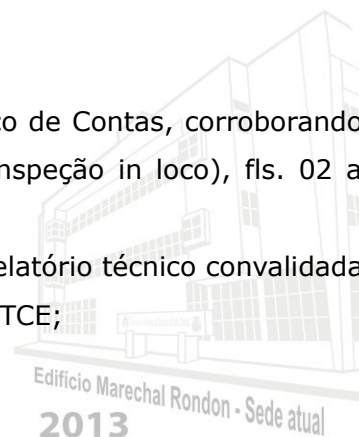 o de Contas, corroborando
nspeção in loco), fls. 02 a
elatório técnico convalidada
TCE;
Edifício Marechal Rondon - Sede atual
2013